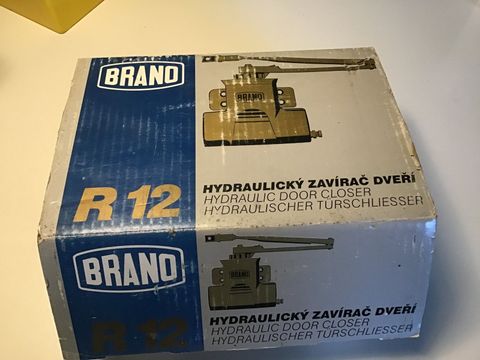 BRANO
BRANO
R 12
HYDRAULICKÝ ZAVÍRAČ DVEŘÍ
HYDRAULIC DOOR CLOSER
HYDRAULISCHER TÜRSCHLIESSER
BRANO
BRANO
R 12
HYDRAULICKÝ ZAVÍRAČ DVEŘÍ
HYDRAULIC DOOR CLOSER
HYDRAULISCHER TÜRSCHLIESSER